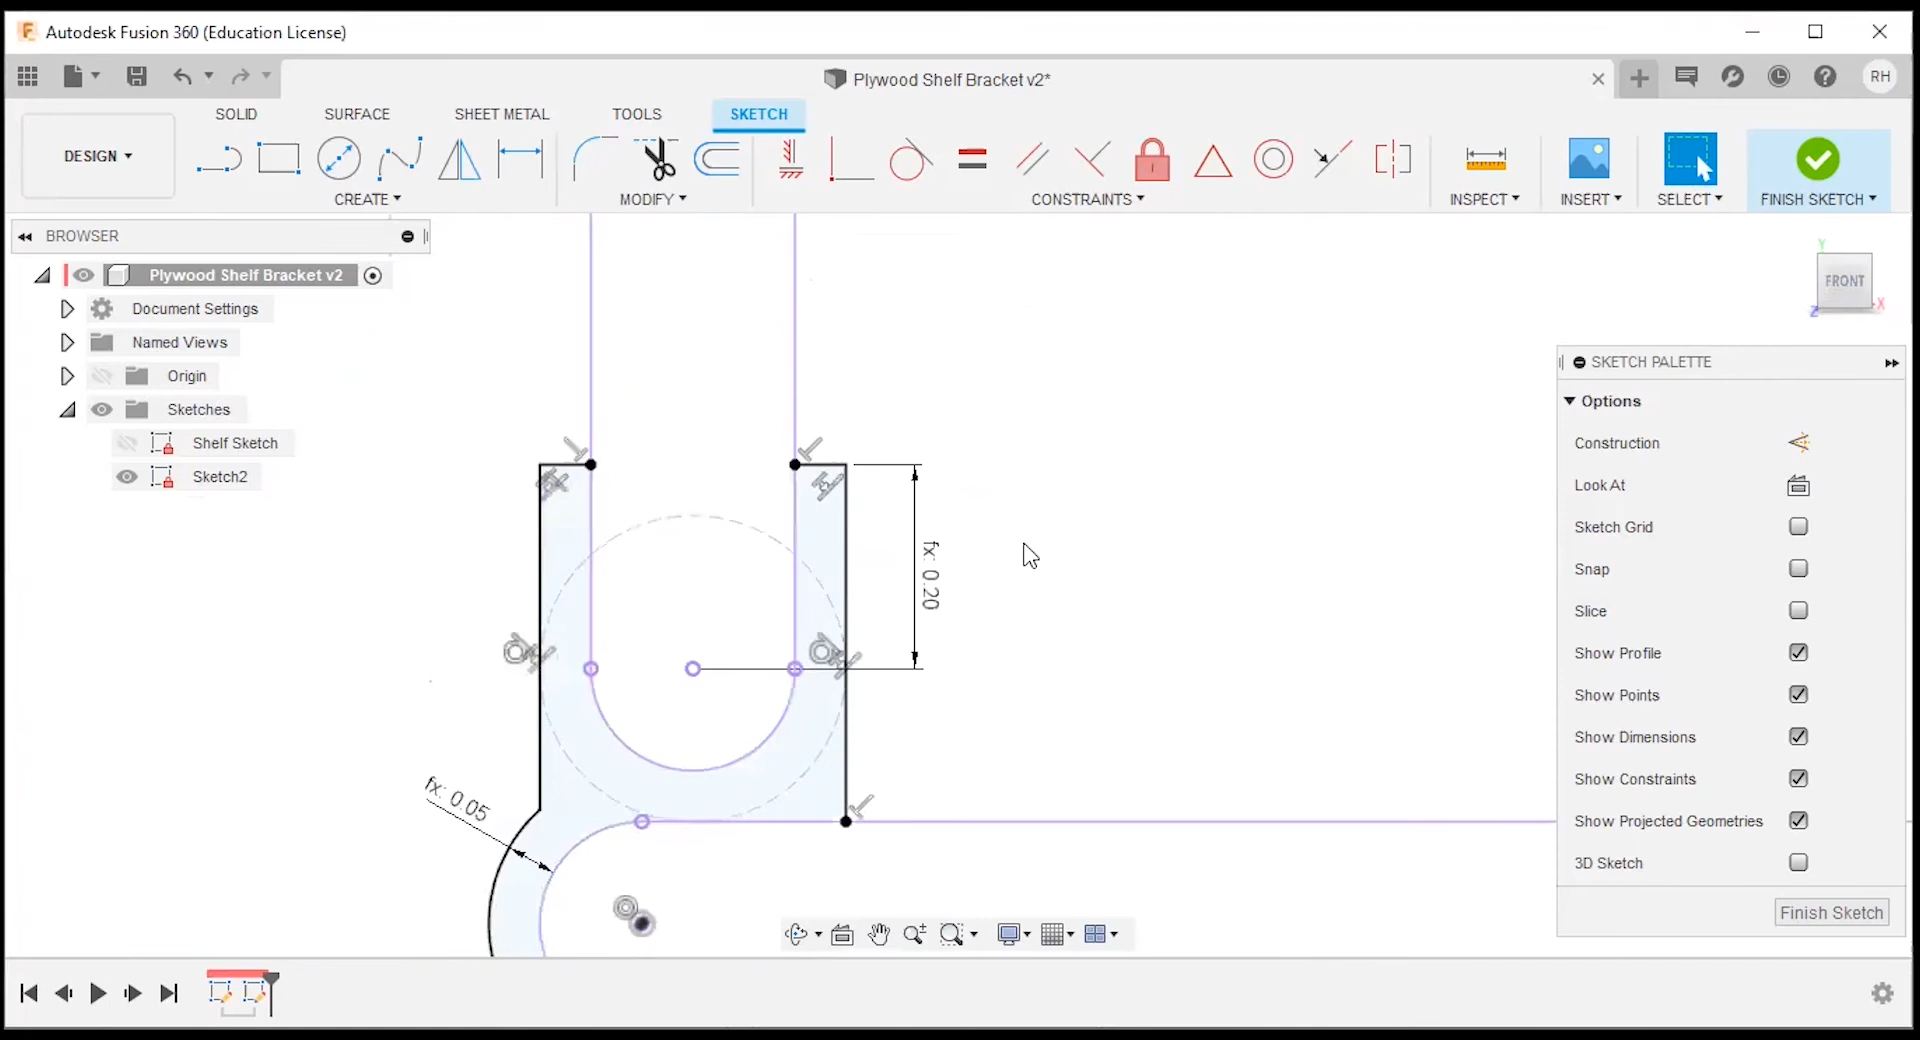 Autodesk Fusion 360 (Education License)
Plywood Shelf Bracket v2*
RH
SOLID
SURFACE
SHEET METAL
TOOLS
SKETCH
DESIGN
CREATE
MODIFY
CONSTRAINTS
INSPECT
INSERT
SELECT
FINISH SKETCH
BROWSER
Plywood Shelf Bracket v2
Document Settings
Named Views
Origin
Sketches
Shelf Sketch
Sketch2
Y
FRONT
Z
X
fx: 0.20
fx: 0.05
SKETCH PALETTE
Options
Construction
Look At
Sketch Grid
Snap
Slice
Show Profile
Show Points
Show Dimensions
Show Constraints
Show Projected Geometries
3D Sketch
Finish Sketch